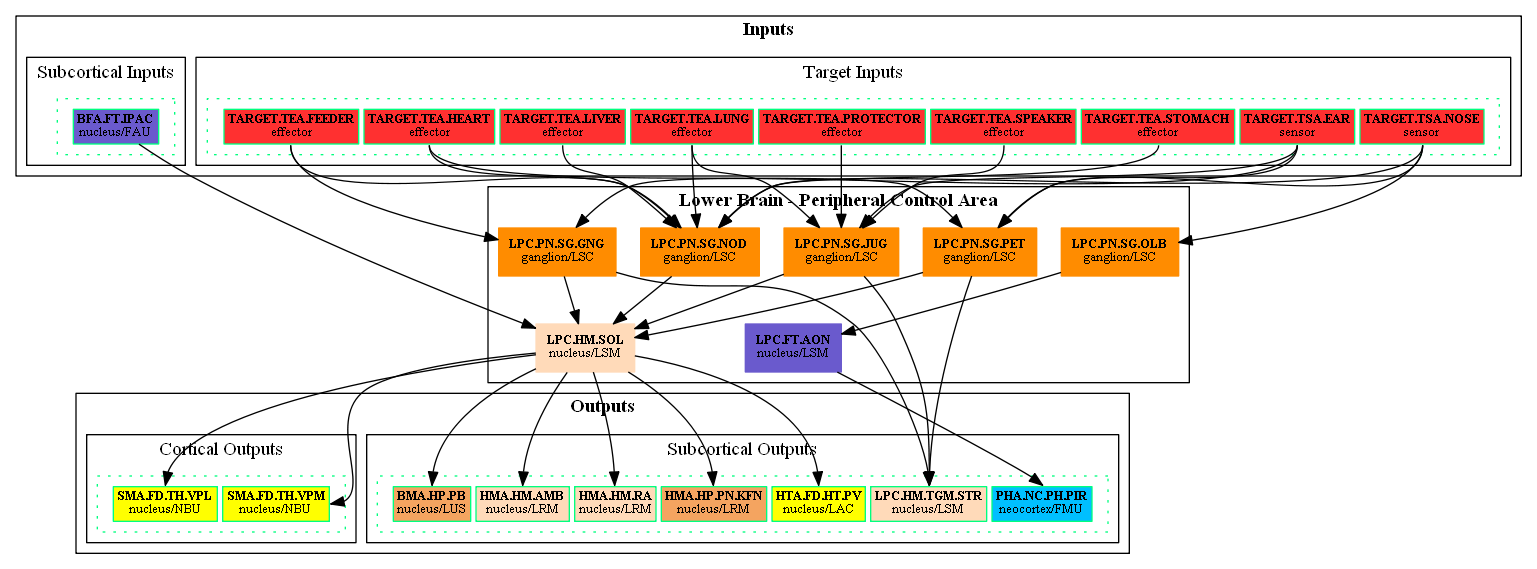 Inputs
Subcortical Inputs
Target Inputs
BFA.FT.IPAC
nucleus/FAU
TARGET.TEA.FEEDER
effector
TARGET.TEA.HEART
effector
TARGET.TEA.LIVER
effector
TARGET.TEA.LUNG
effector
TARGET.TEA.PROTECTOR
effector
TARGET.TEA.SPEAKER
effector
TARGET.TEA.STOMACH
effector
TARGET.TSA.EAR
sensor
TARGET.TSA.NOSE
sensor
Lower Brain - Peripheral Control Area
LPC.PN.SG.GNG
ganglion/LSC
LPC.PN.SG.NOD
ganglion/LSC
LPC.PN.SG.JUG
ganglion/LSC
LPC.PN.SG.PET
ganglion/LSC
LPC.PN.SG.OLB
ganglion/LSC
LPC.HM.SOL
nucleus/LSM
LPC.FT.AON
nucleus/LSM
Outputs
Cortical Outputs
Subcortical Outputs
SMA.FD.TH.VPL
nucleus/NBU
SMA.FD.TH.VPM
nucleus/NBU
BMA.HP.PB
nucleus/LUS
HMA.HM.AMB
nucleus/LRM
HMA.HM.RA
nucleus/LRM
HMA.HP.PN.KFN
nucleus/LRM
HTA.FD.HT.PV
nucleus/LAC
LPC.HM.TGM.STR
nucleus/LSM
PHA.NC.PH.PIR
neocortex/FMU